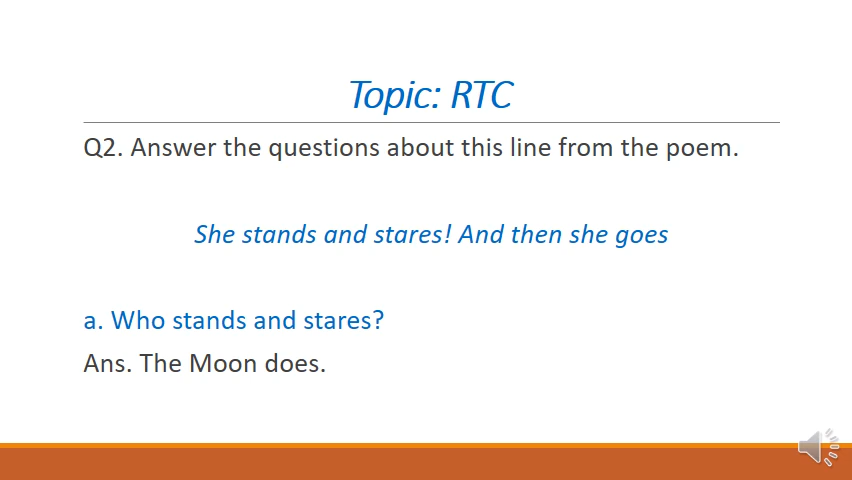 Topic: RTC
Q2. Answer the questions about this line from the poem.
She stands and stares! And then she goes
a. Who stands and stares?
Ans. The Moon does.